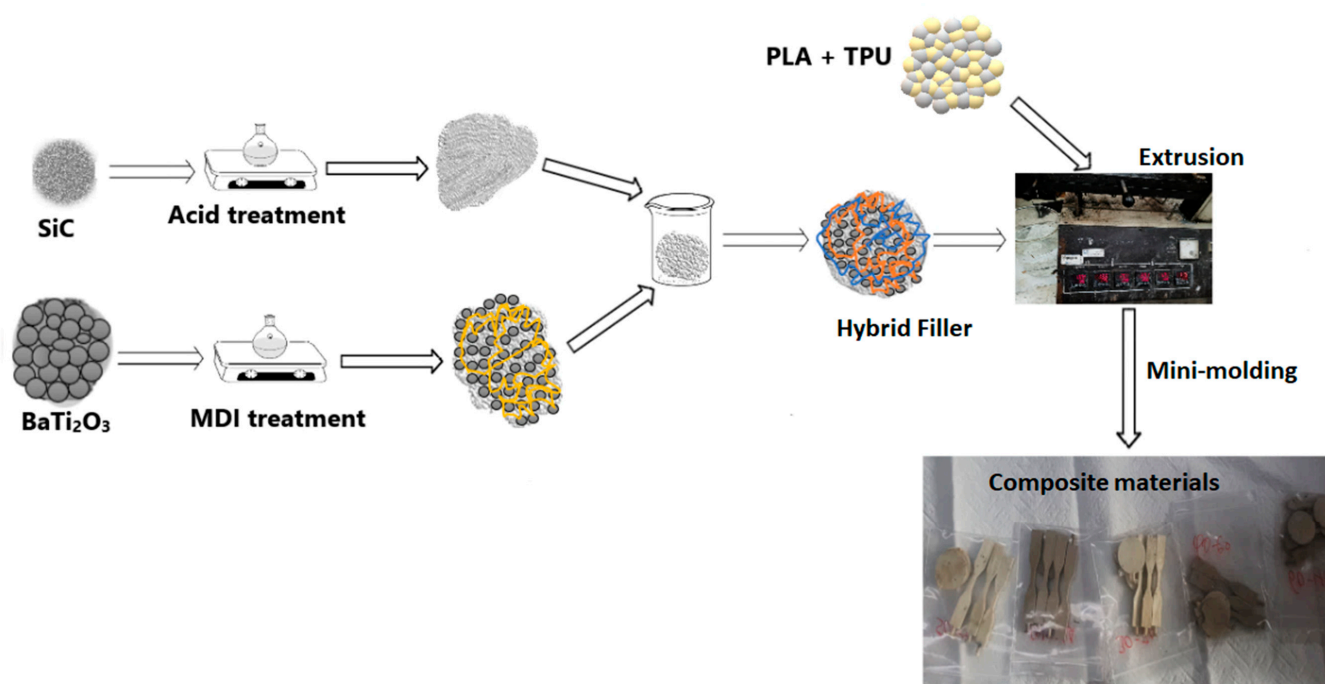 PLA + TPU
Extrusion
SiC
Acid treatment
Hybrid Filler
BaTi₂O₃
MDI treatment
Mini-molding
Composite materials